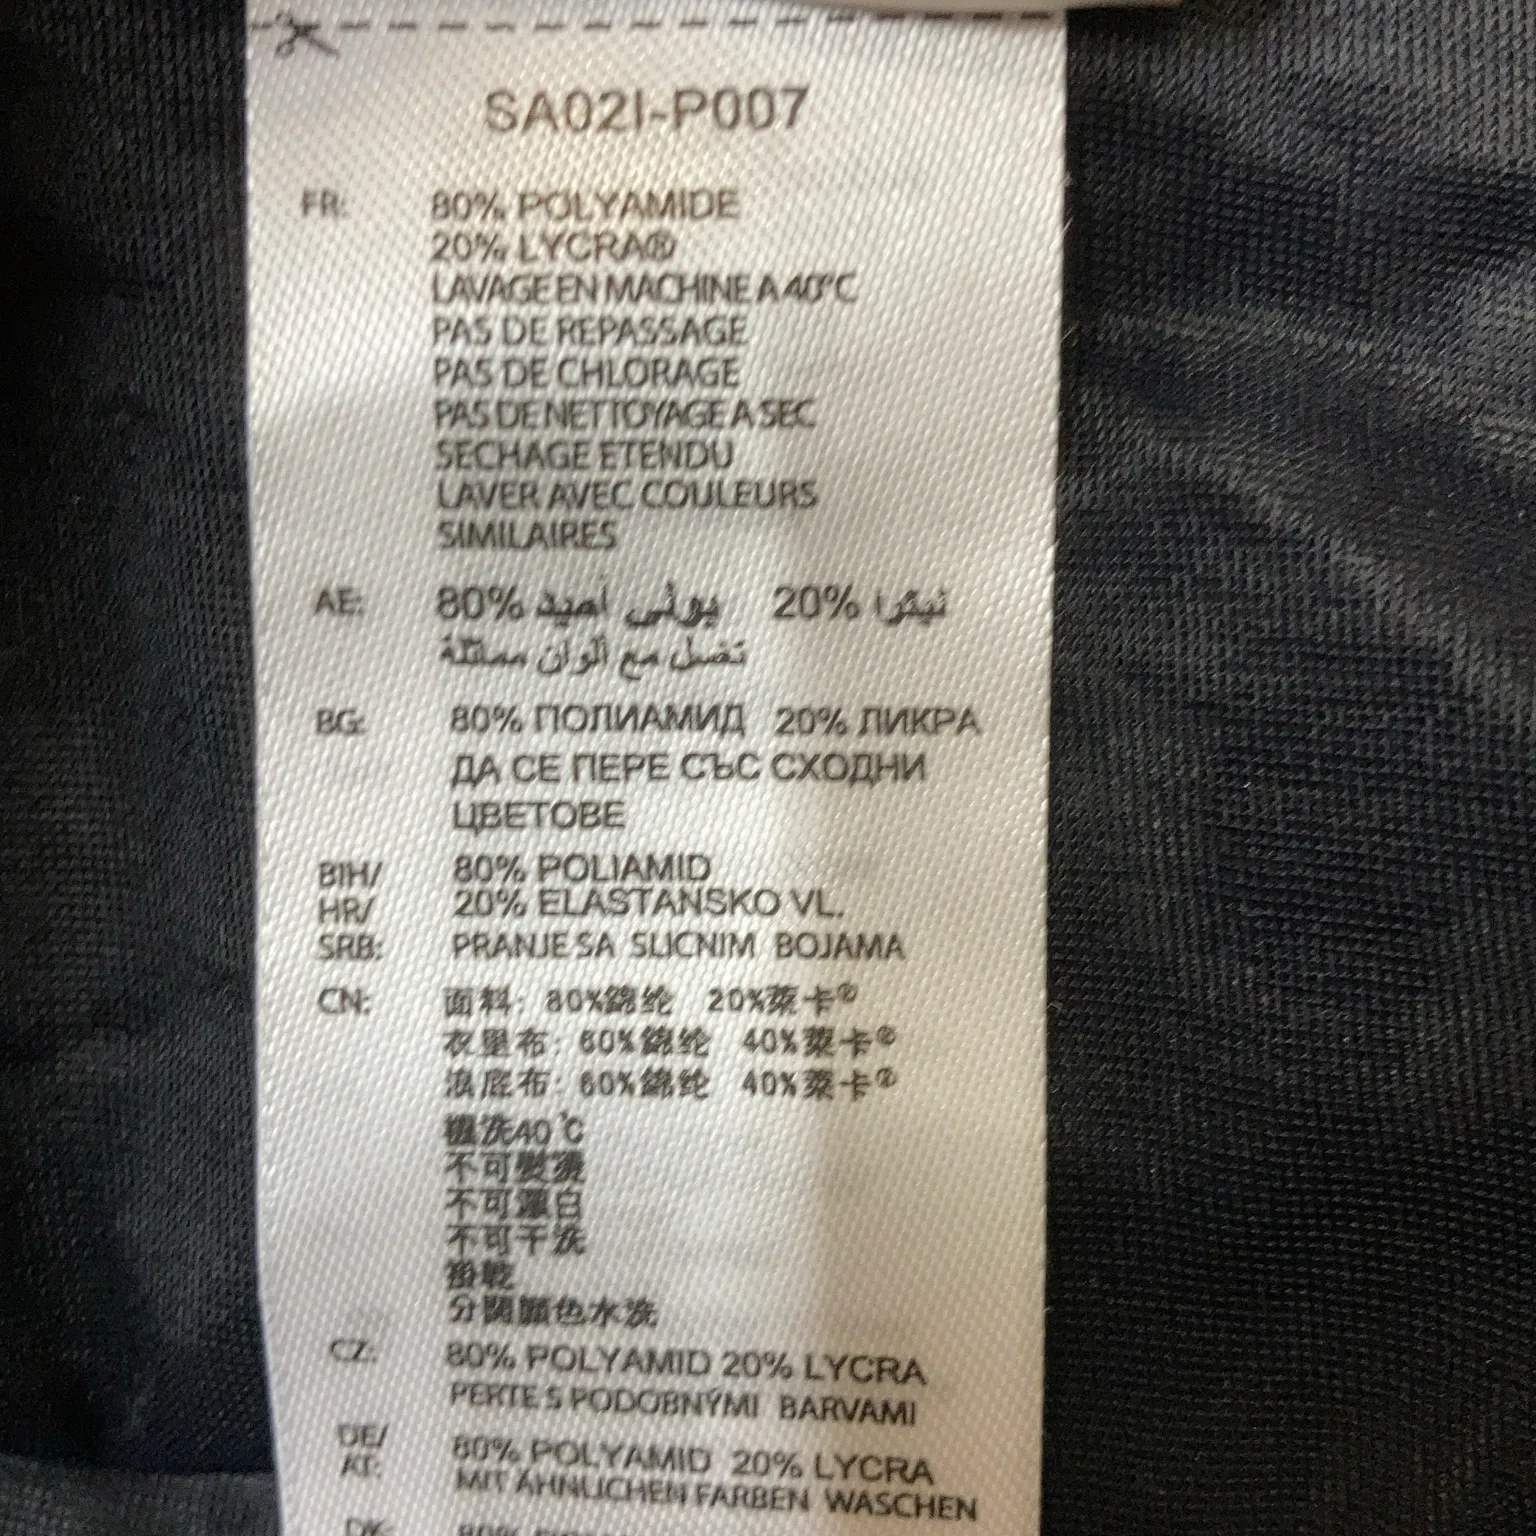 SA02I-P007
FR: 80% POLYAMIDE
20% LYCRA®
LAVAGE EN MACHINE A 40°C
PAS DE REPASSAGE
PAS DE CHLORAGE
PAS DE NETTOYAGE A SEC
SECHAGE ETENDU
LAVER AVEC COULEURS
SIMILAIRES
AE: 80% بولي اميد 20%
مع ألوان مماثلة
BG: 80% ПОЛИАМИД 20% ЛИКРА
ДА СЕ ПЕРЕ СЪС СХОДНИ
ЦВЕТОВЕ
BIH/ 80% POLIAMID
HR/ 20% ELASTANSKO VL.
SRB: PRANJE SA SLICNIM BOJAMA
CN: 面料: 80%錦纶 20%萊卡®
衣里布: 60%錦纶 40%萊卡®
浪底布: 60%錦纶 40%萊卡®
機洗40℃
不可熨燙
不可漂白
不可干洗
掛乾
分開顏色水洗
CZ: 80% POLYAMID 20% LYCRA
PERTE S PODOBNÝMI BARVAMI
DE/ 80% POLYAMID 20% LYCRA
AT: MIT ÄHNLICHEN FARBEN WASCHEN
DK: 80%